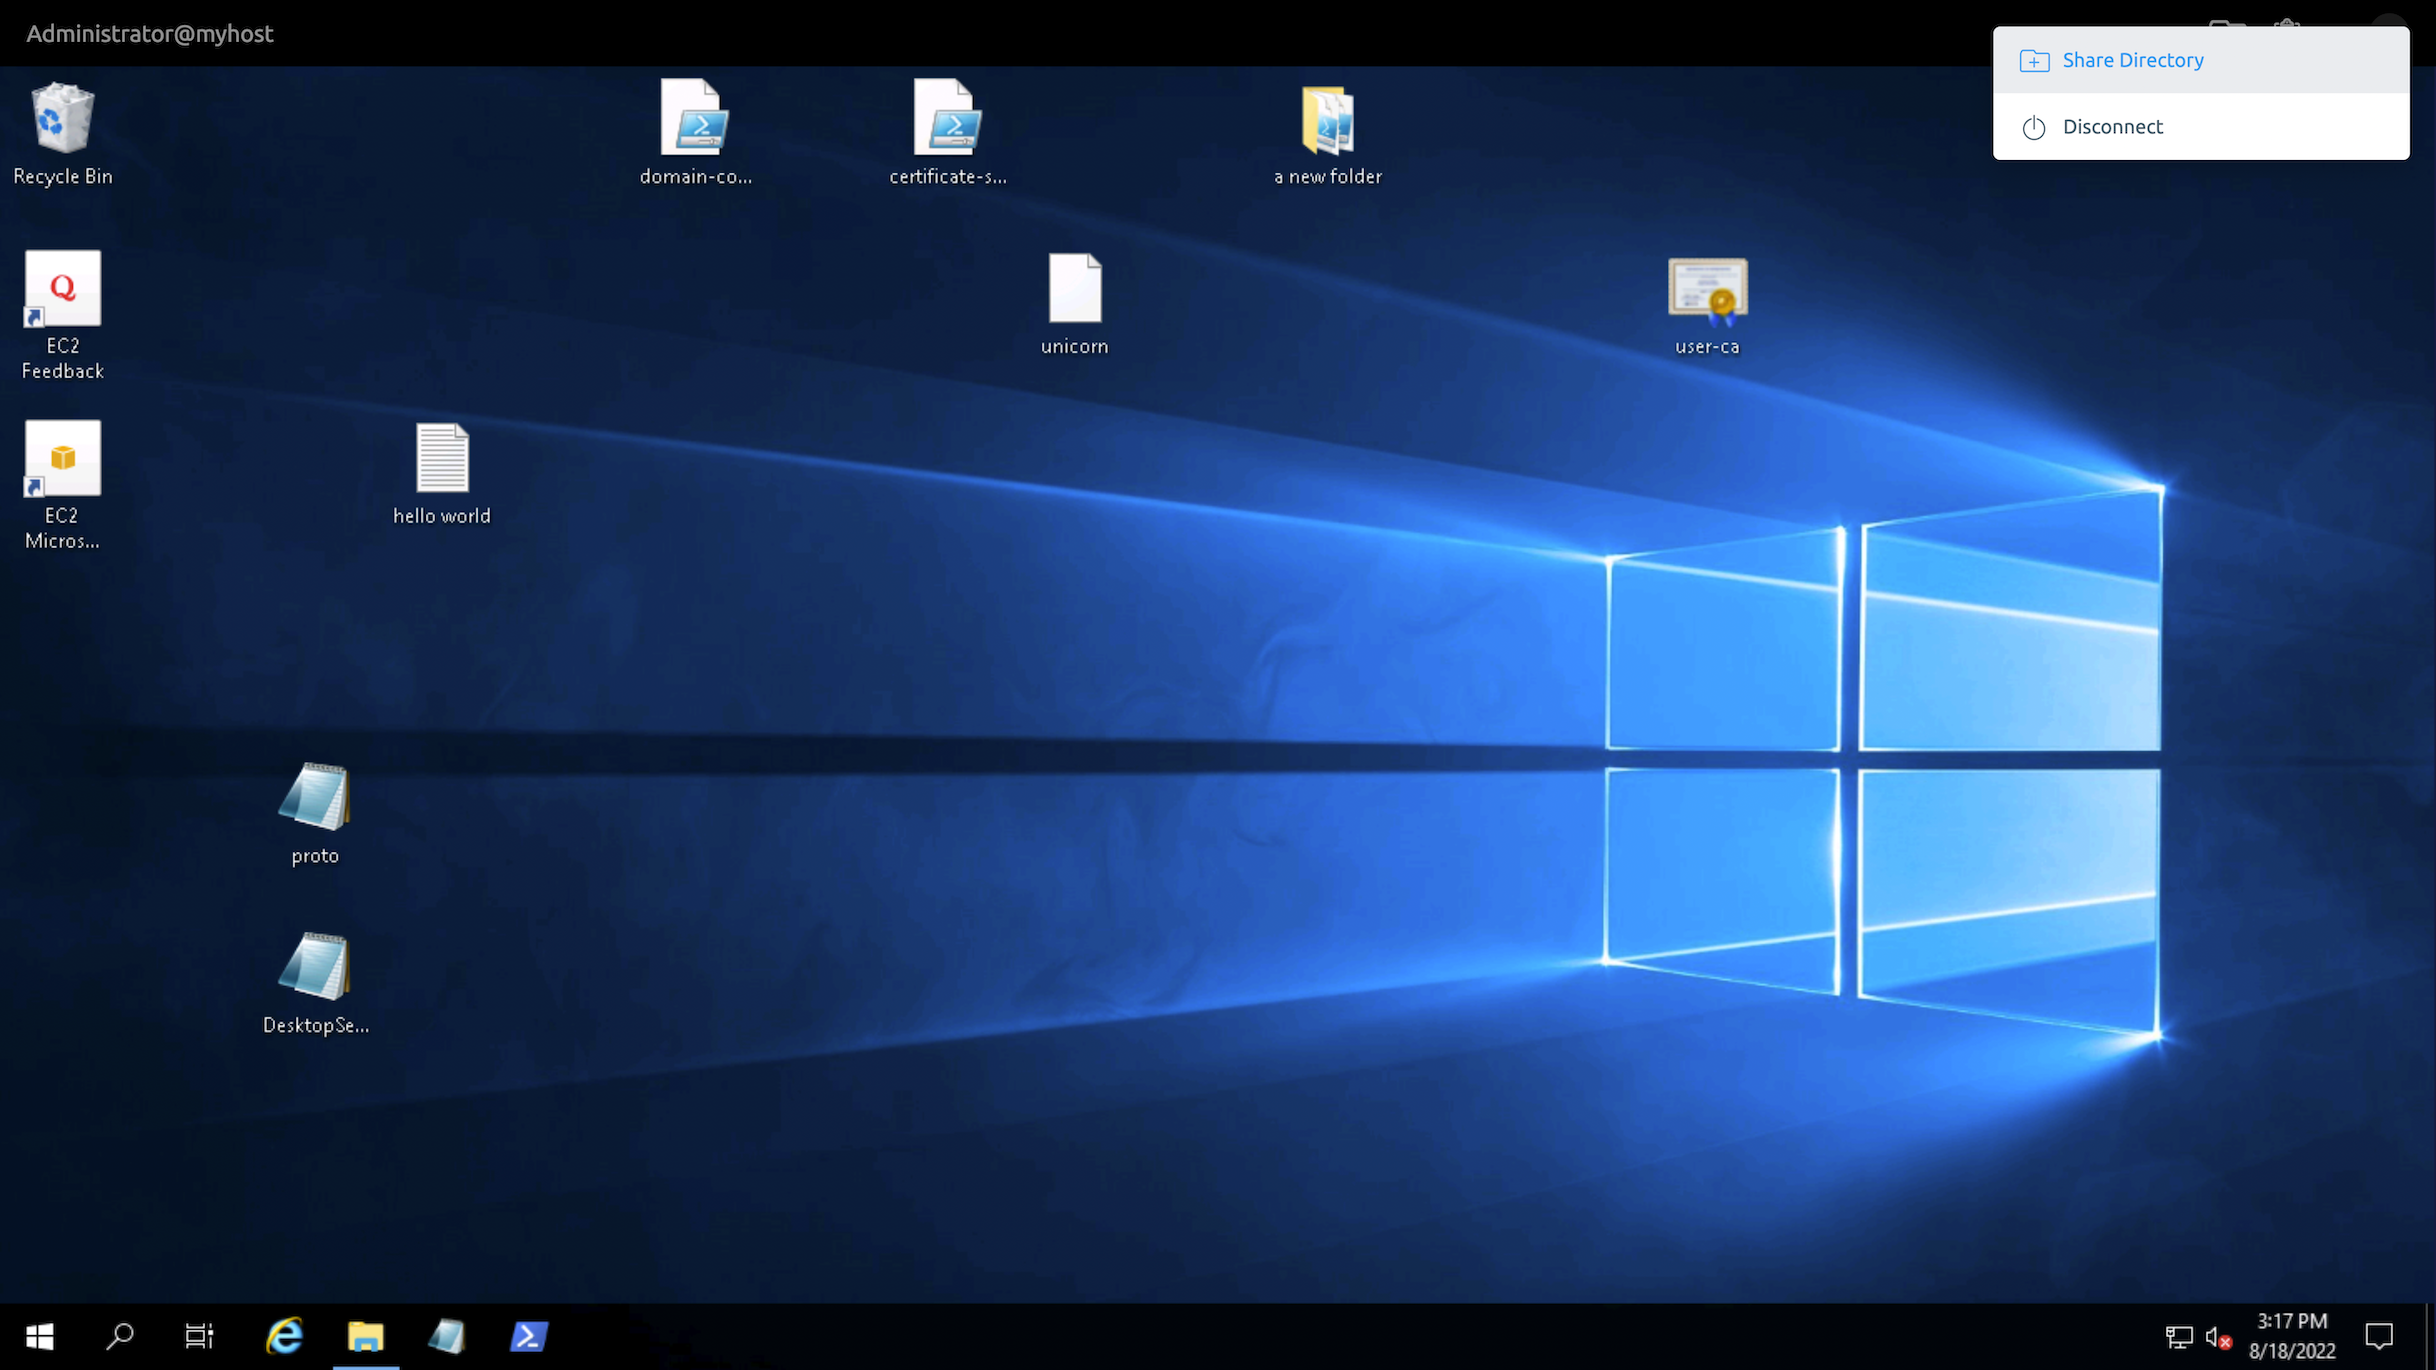 Administrator@myhost
Share Directory
Disconnect
Recycle Bin
domain-co...
certificate-s...
a new folder
EC2
Feedback
unicorn
user-ca
EC2
Micros...
hello world
proto
DesktopSe...
3:17 PM
8/18/2022